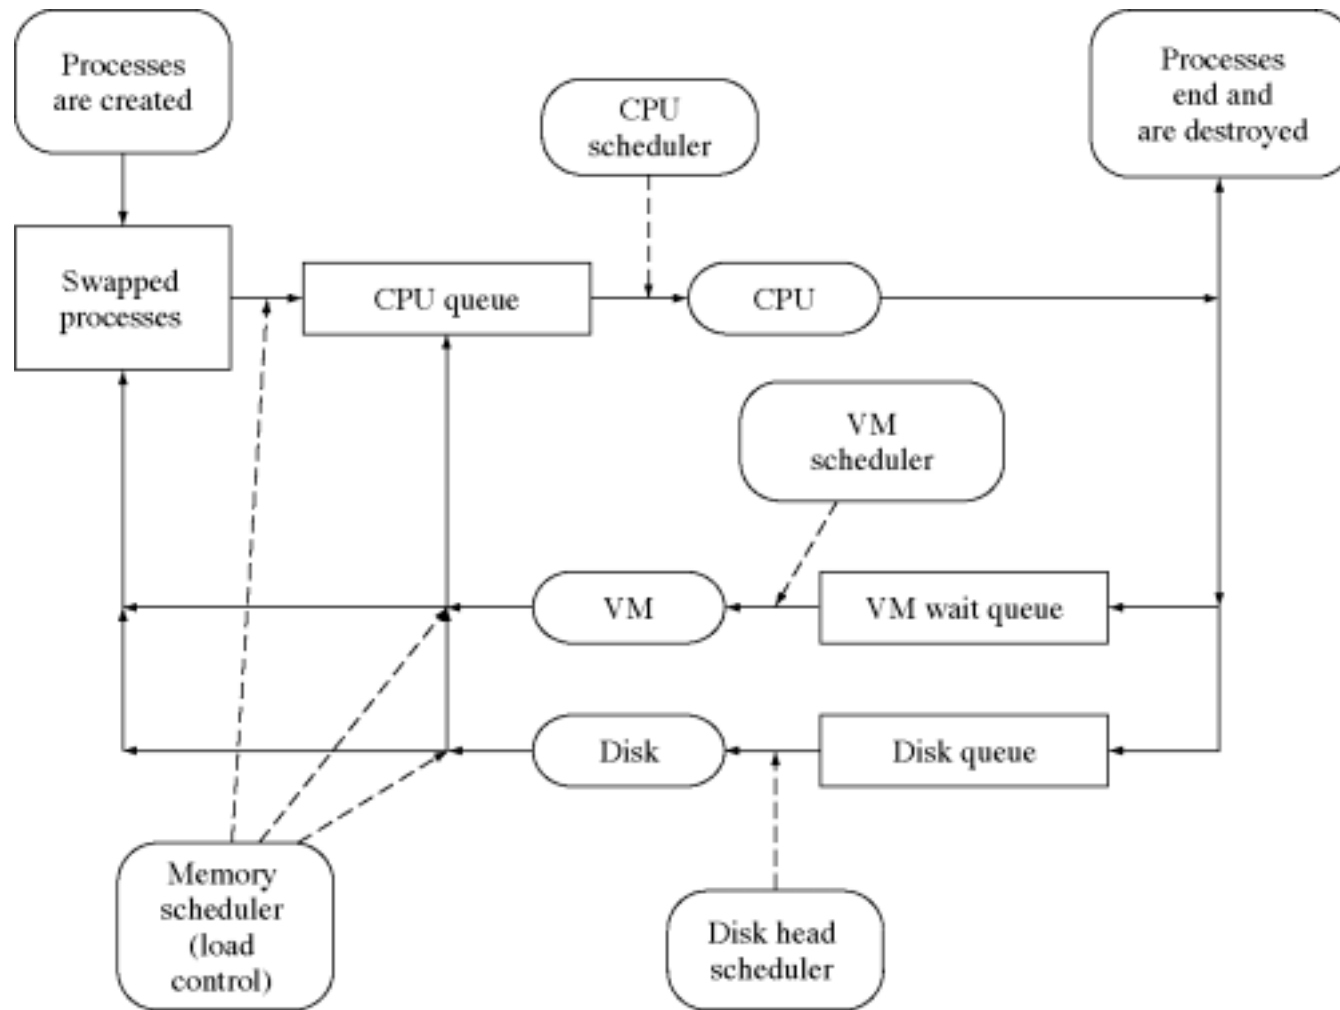 Processes
are created
CPU
scheduler
Processes
end and
are destroyed
Swapped
processes
CPU queue
CPU
VM
scheduler
VM
VM wait queue
Disk
Disk queue
Memory
scheduler
(load
control)
Disk head
scheduler